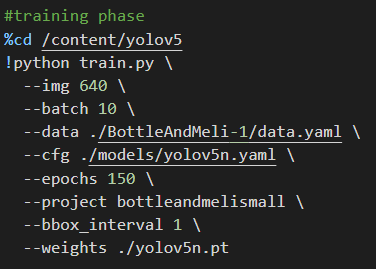 #training phase
%cd /content/yolov5
!python train.py \
--img 640 \
--batch 10 \
--data ./BottleAndMeli-1/data.yaml \
--cfg ./models/yolov5n.yaml \
--epochs 150 \
--project bottleandmelismall \
--bbox_interval 1 \
--weights ./yolov5n.pt